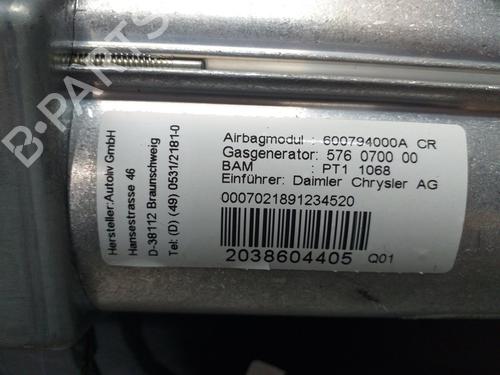 B-PARTS
Hersteller:Autoliv GmbH
Hansestrasse 46
D-38112 Braunschweig
Tel: (D) (49) 0531/2181-0
Airbagmodul : 600794000A CR
Gasgenerator: 576 0700 00
BAM : PT1 1068
Einführer: Daimler Chrysler AG
0007021891234520
2038604405 Q01